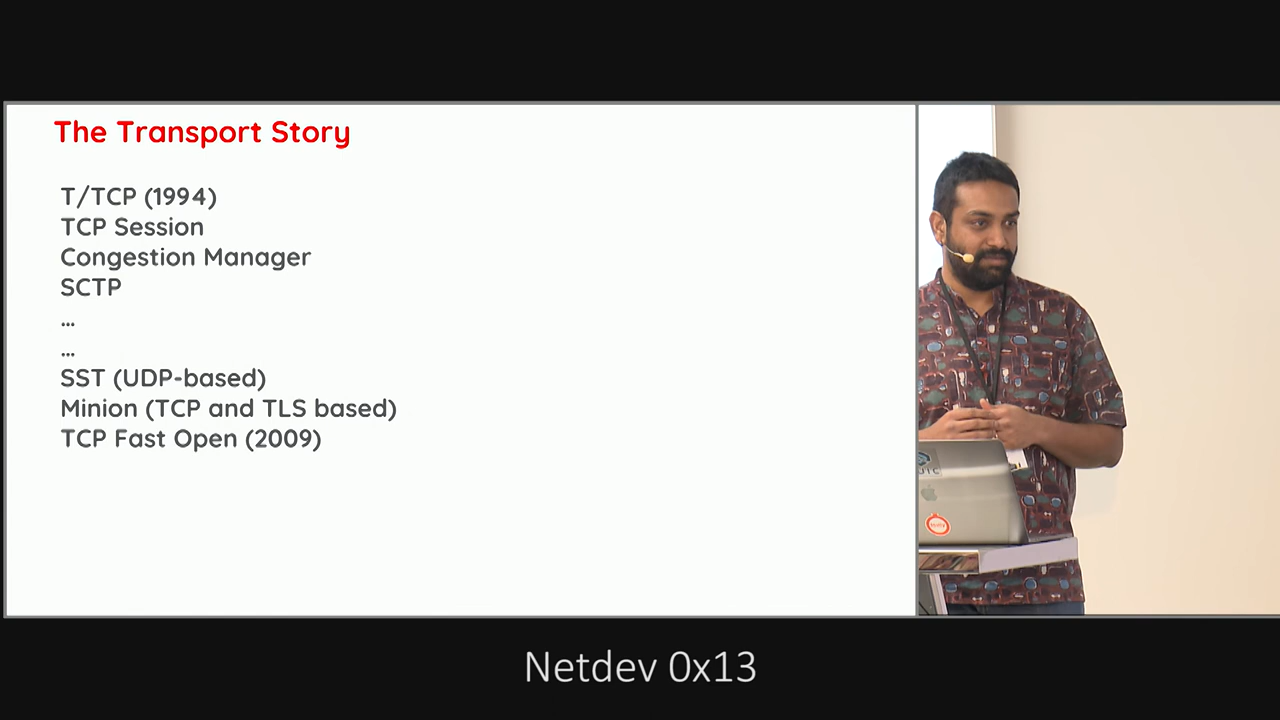 The Transport Story
T/TCP (1994)
TCP Session
Congestion Manager
SCTP
...
...
SST (UDP-based)
Minion (TCP and TLS based)
TCP Fast Open (2009)
Netdev 0x13